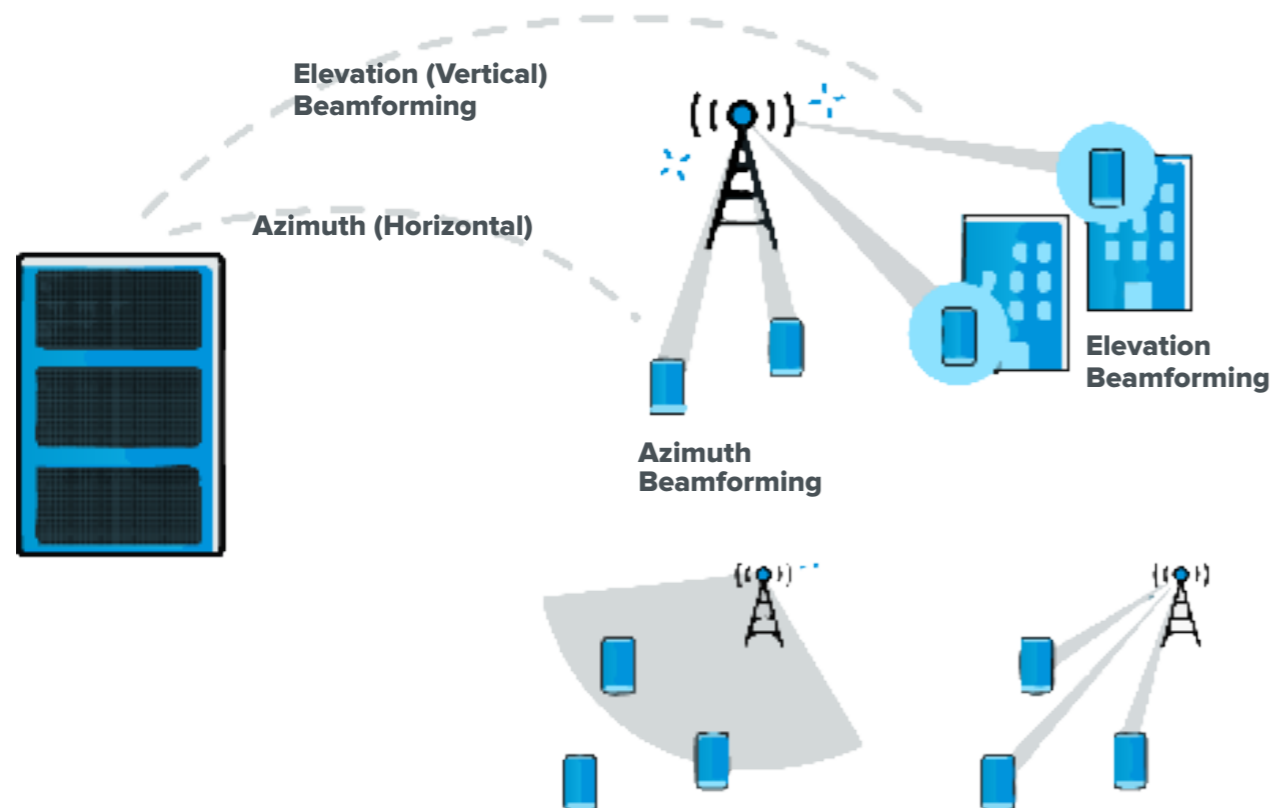 Elevation (Vertical)
Beamforming
Azimuth (Horizontal)
Elevation
Beamforming
Azimuth
Beamforming